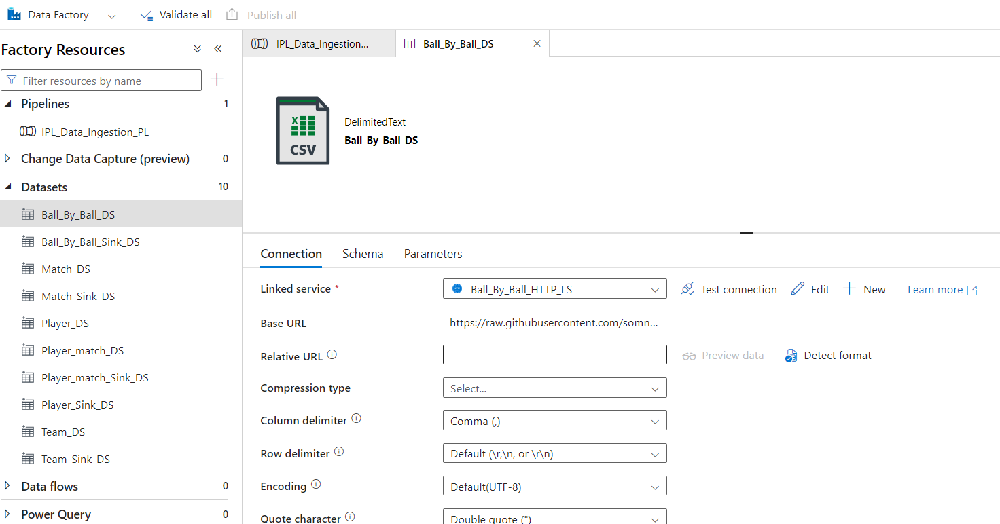 Data Factory
Validate all
Publish all
Factory Resources
Filter resources by name
Pipelines 1
IPL_Data_Ingestion_PL
Change Data Capture (preview) 0
Datasets 10
Ball_By_Ball_DS
Ball_By_Ball_Sink_DS
Match_DS
Match_Sink_DS
Player_DS
Player_match_DS
Player_match_Sink_DS
Player_Sink_DS
Team_DS
Team_Sink_DS
Data flows 0
Power Query 0
IPL_Data_Ingestion...
Ball_By_Ball_DS
X
CSV
DelimitedText
Ball_By_Ball_DS
Connection Schema Parameters
Linked service * HTTP Ball_By_Ball_HTTP_LS Test connection Edit New Learn more
Base URL https://raw.githubusercontent.com/somn...
Relative URL Preview data Detect format
Compression type Select...
Column delimiter Comma (,)
Row delimiter Default (\r,\n, or \r\n)
Encoding Default(UTF-8)
Quote character Double quote (")